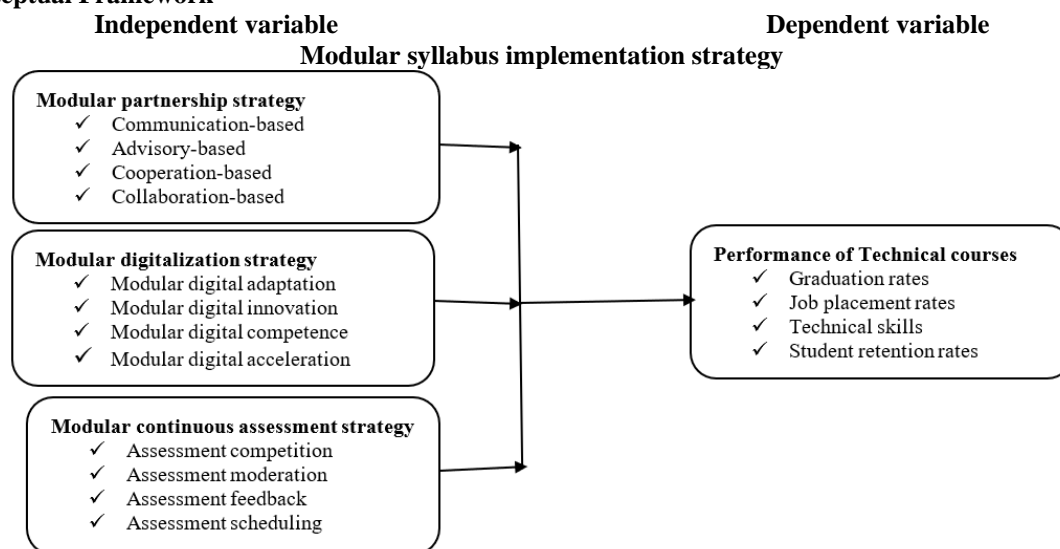 ceptual Framework
Independent variable
Dependent variable
Modular syllabus implementation strategy
Modular partnership strategy
✓ Communication-based
✓ Advisory-based
✓ Cooperation-based
✓ Collaboration-based
Modular digitalization strategy
✓ Modular digital adaptation
✓ Modular digital innovation
✓ Modular digital competence
✓ Modular digital acceleration
Modular continuous assessment strategy
✓ Assessment competition
✓ Assessment moderation
✓ Assessment feedback
✓ Assessment scheduling
Performance of Technical courses
✓ Graduation rates
✓ Job placement rates
✓ Technical skills
✓ Student retention rates